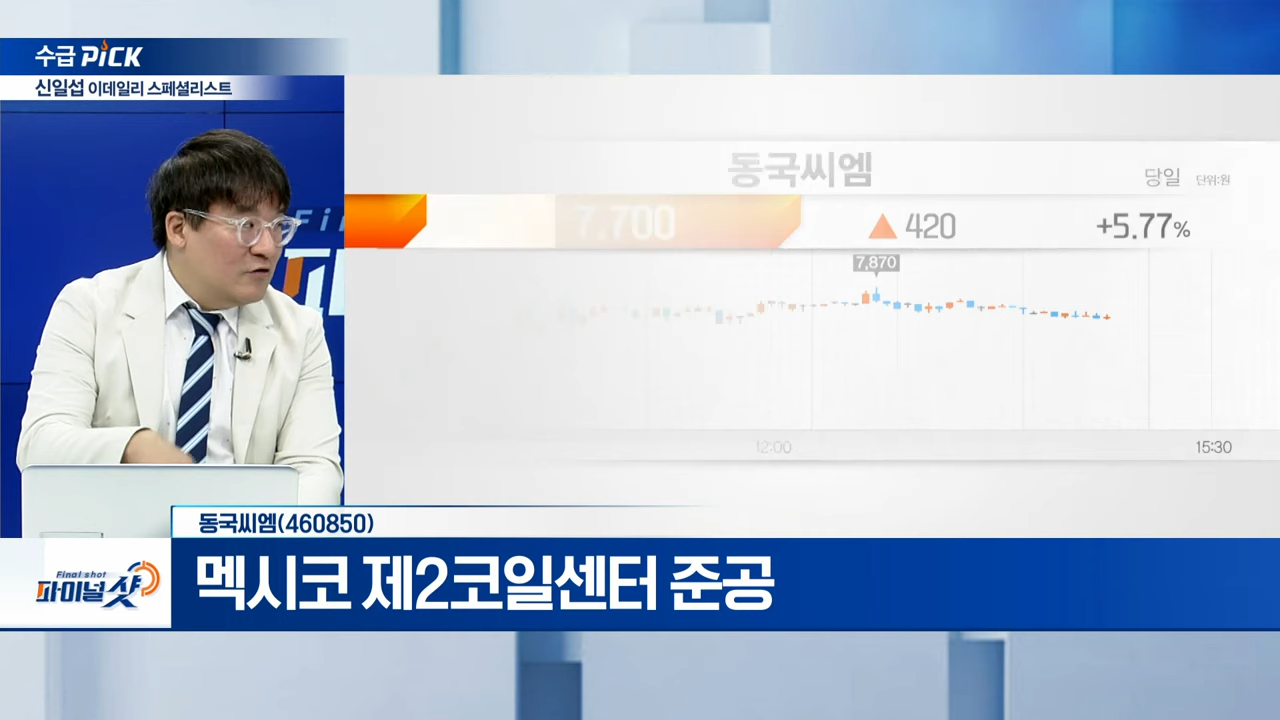 수급 PiCK
신일섭 이데일리 스페셜리스트
동국씨엠
당일 단위:원
7,700 ▲ 420 +5.77%
7,870
12:00 15:30
동국씨엠(460850)
Final shot
파이널샷
멕시코 제2코일센터 준공